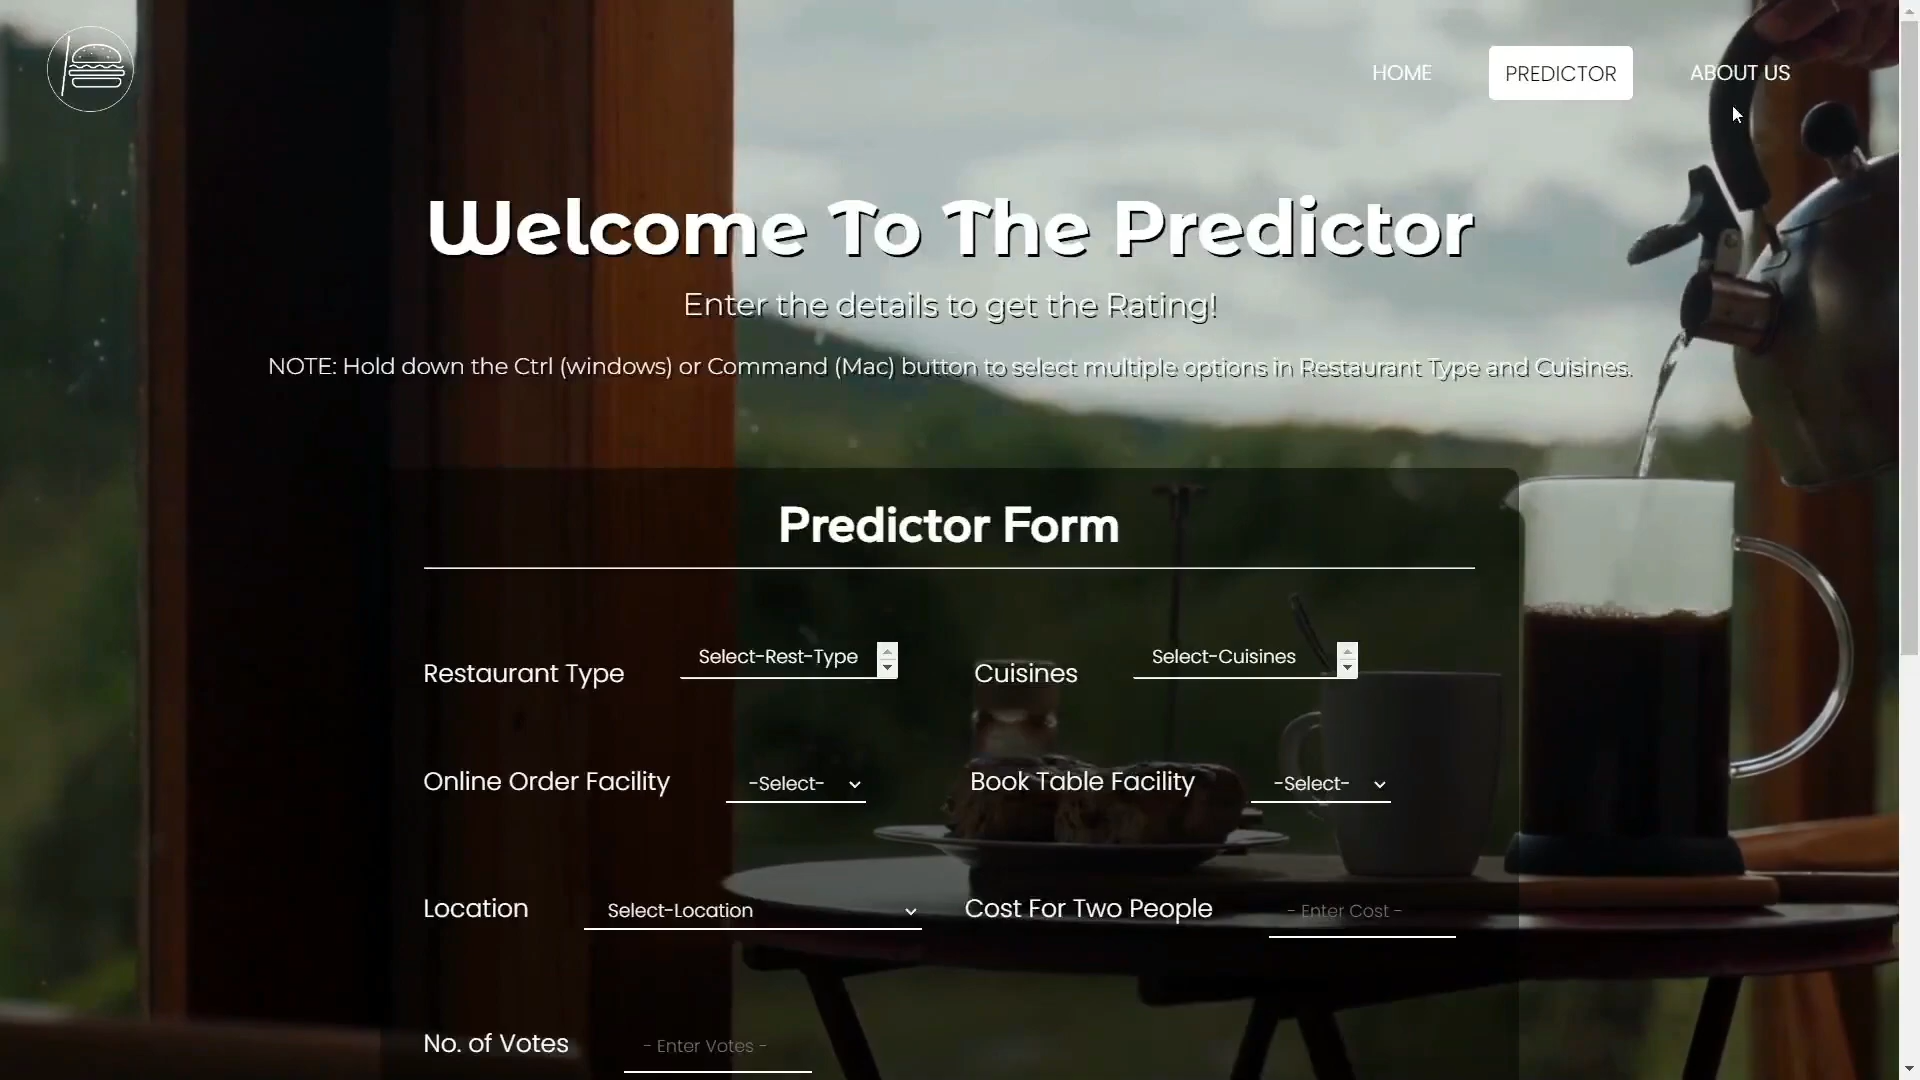 HOME
PREDICTOR
ABOUT US
Welcome To The Predictor
Enter the details to get the Rating!
NOTE: Hold down the Ctrl (windows) or Command (Mac) button to select multiple options in Restaurant Type and Cuisines.
Predictor Form
Restaurant Type
Select-Rest-Type
Cuisines
Select-Cuisines
Online Order Facility
-Select-
Book Table Facility
-Select-
Location
Select-Location
Cost For Two People
- Enter Cost -
No. of Votes
- Enter Votes -